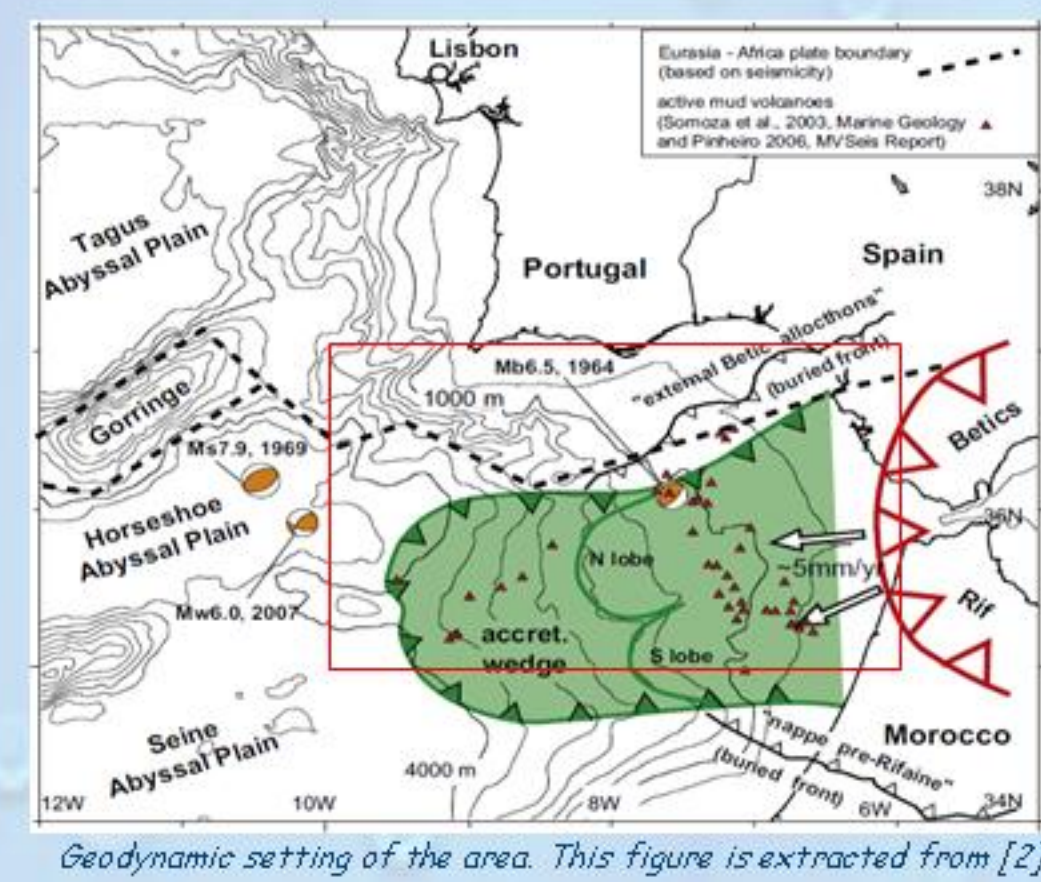 Lisbon
Eurasia - Africa plate boundary
(based on seismicity)
active mud volcanoes
(Somoza et al., 2003, Marine Geology
and Pinheiro 2006, MVSeis Report)
38N
Tagus
Abyssal Plain
Portugal
Spain
"external Betic allocthons"
(buried front)
Mb6.5, 1964
1000 m
Gorringe
Betics
Ms7.9, 1969
Horseshoe
Abyssal Plain
36N
N lobe
~5mm/yr
Mw6.0, 2007
Rif
accret.
wedge
S lobe
Seine
Abyssal Plain
"nappe pre-Rifaine"
(buried front)
Morocco
4000 m
12W
10W
8W
6W
34N
Geodynamic setting of the area. This figure is extracted from [2]